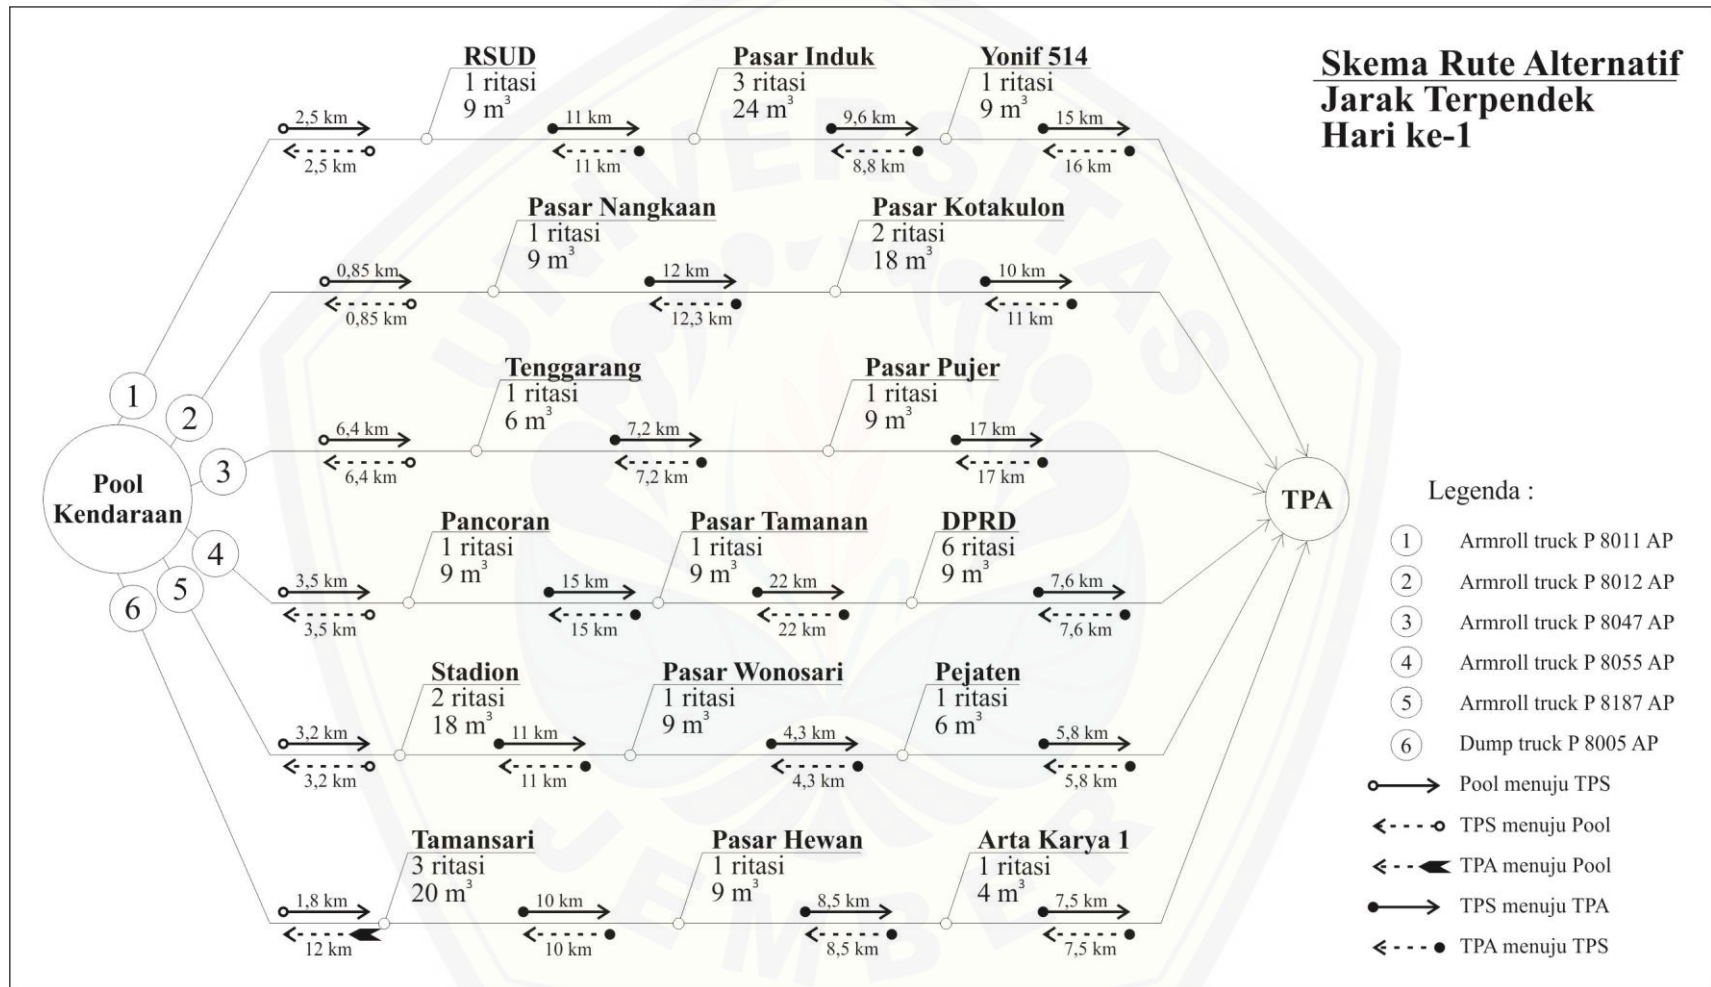 Skema Rute Alternatif
Jarak Terpendek
Hari ke-1
RSUD
1 ritasi
9 m³
Pasar Induk
3 ritasi
24 m³
Yonif 514
1 ritasi
9 m³
2,5 km
11 km
9,6 km
15 km
2,5 km
11 km
8,8 km
16 km
Pasar Nangkaan
1 ritasi
9 m³
Pasar Kotakulon
2 ritasi
18 m³
0,85 km
12 km
10 km
0,85 km
12,3 km
11 km
Tenggarang
1 ritasi
6 m³
Pasar Pujer
1 ritasi
9 m³
6,4 km
7,2 km
17 km
6,4 km
7,2 km
17 km
Pancoran
1 ritasi
9 m³
Pasar Tamanan
1 ritasi
9 m³
DPRD
6 ritasi
9 m³
3,5 km
15 km
22 km
7,6 km
3,5 km
15 km
22 km
7,6 km
Stadion
2 ritasi
18 m³
Pasar Wonosari
1 ritasi
9 m³
Pejaten
1 ritasi
6 m³
3,2 km
11 km
4,3 km
5,8 km
3,2 km
11 km
4,3 km
5,8 km
Tamansari
3 ritasi
20 m³
Pasar Hewan
1 ritasi
9 m³
Arta Karya 1
1 ritasi
4 m³
1,8 km
10 km
8,5 km
7,5 km
12 km
10 km
8,5 km
7,5 km
1
2
3
4
5
6
Pool
Kendaraan
TPA
Legenda :
1 Armroll truck P 8011 AP
2 Armroll truck P 8012 AP
3 Armroll truck P 8047 AP
4 Armroll truck P 8055 AP
5 Armroll truck P 8187 AP
6 Dump truck P 8005 AP
Pool menuju TPS
TPS menuju Pool
TPA menuju Pool
TPS menuju TPA
TPA menuju TPS
UNIVERSITAS
JEMBER